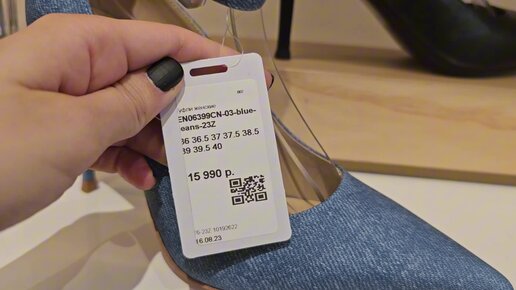 уфли женские
EN06399CN-03-blue-
eans-23Z
36 36.5 37 37.5 38.5
39 39.5 40
15 990 р.
16.08.23